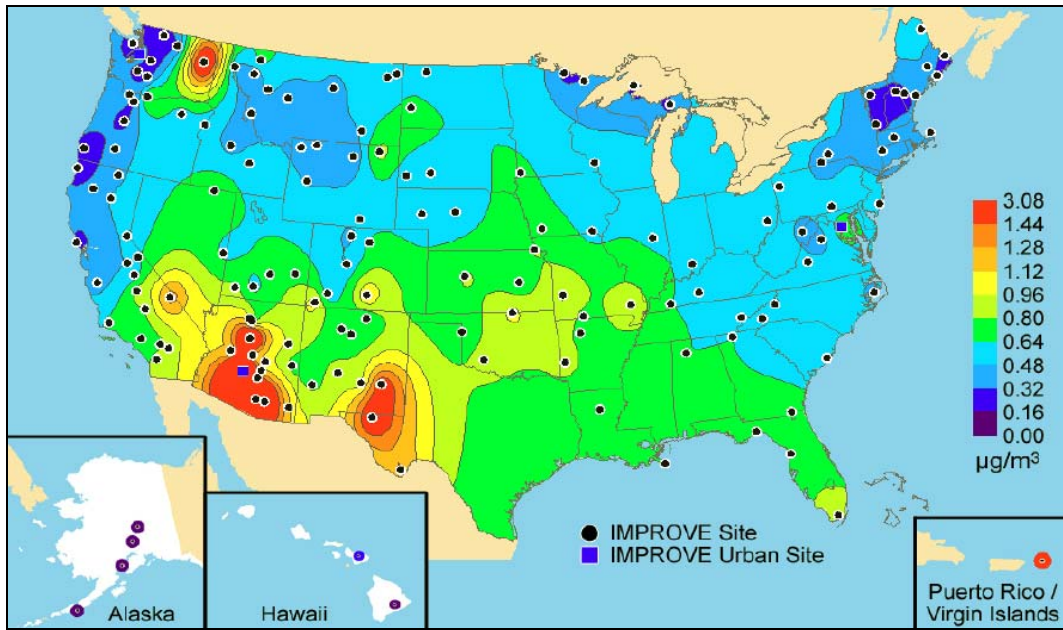 3.08
1.44
1.28
1.12
0.96
0.80
0.64
0.48
0.32
0.16
0.00
µg/m³
IMPROVE Site
IMPROVE Urban Site
Alaska
Hawaii
Puerto Rico /
Virgin Islands